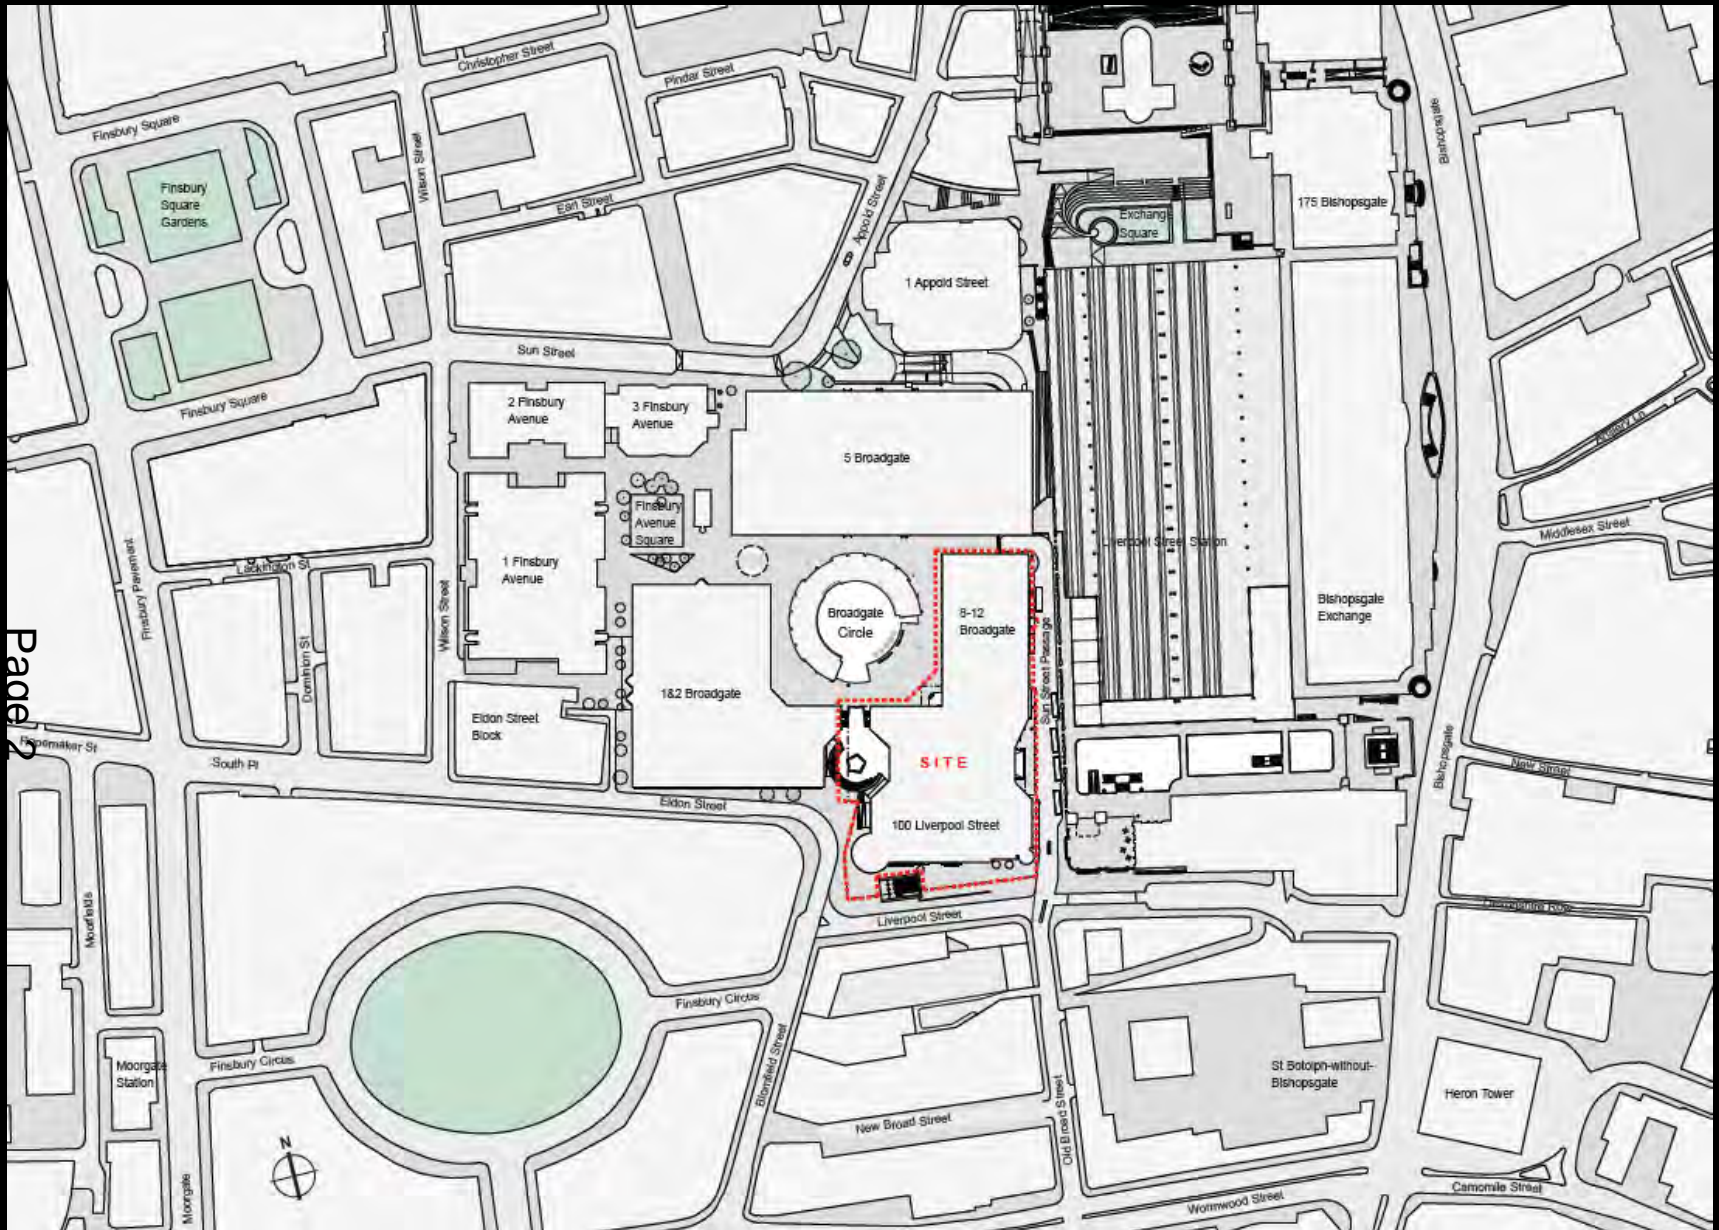 Christopher Street
Pindar Street
Finsbury Square
Wilson Street
Bishopsgate
Finsbury
Square
Gardens
Earl Street
Appold Street
175 Bishopsgate
Exchange
Square
1 Appold Street
Sun Street
Finsbury Square
2 Finsbury
Avenue
3 Finsbury
Avenue
5 Broadgate
Finsbury
Avenue
Square
Middlesex Street
Liverpool Street Station
Finsbury Pavement
Lackington St
1 Finsbury
Avenue
Wilson Street
Broadgate
Circle
8-12
Broadgate
Bishopsgate
Exchange
Dominion St
Sun Street Passage
Page 2
1&2 Broadgate
Eldon Street
Block
Ropemaker St
South Pl
SITE
Bishopsgate
New Street
Eldon Street
100 Liverpool Street
Moorfields
Liverpool Street
Devonshire Row
Finsbury Circus
Finsbury Circus
Moorgate
Station
Blomfield Street
St Botolph-without-
Bishopsgate
Heron Tower
New Broad Street
Old Broad Street
N
Moorgate
Wormwood Street
Camomile Street